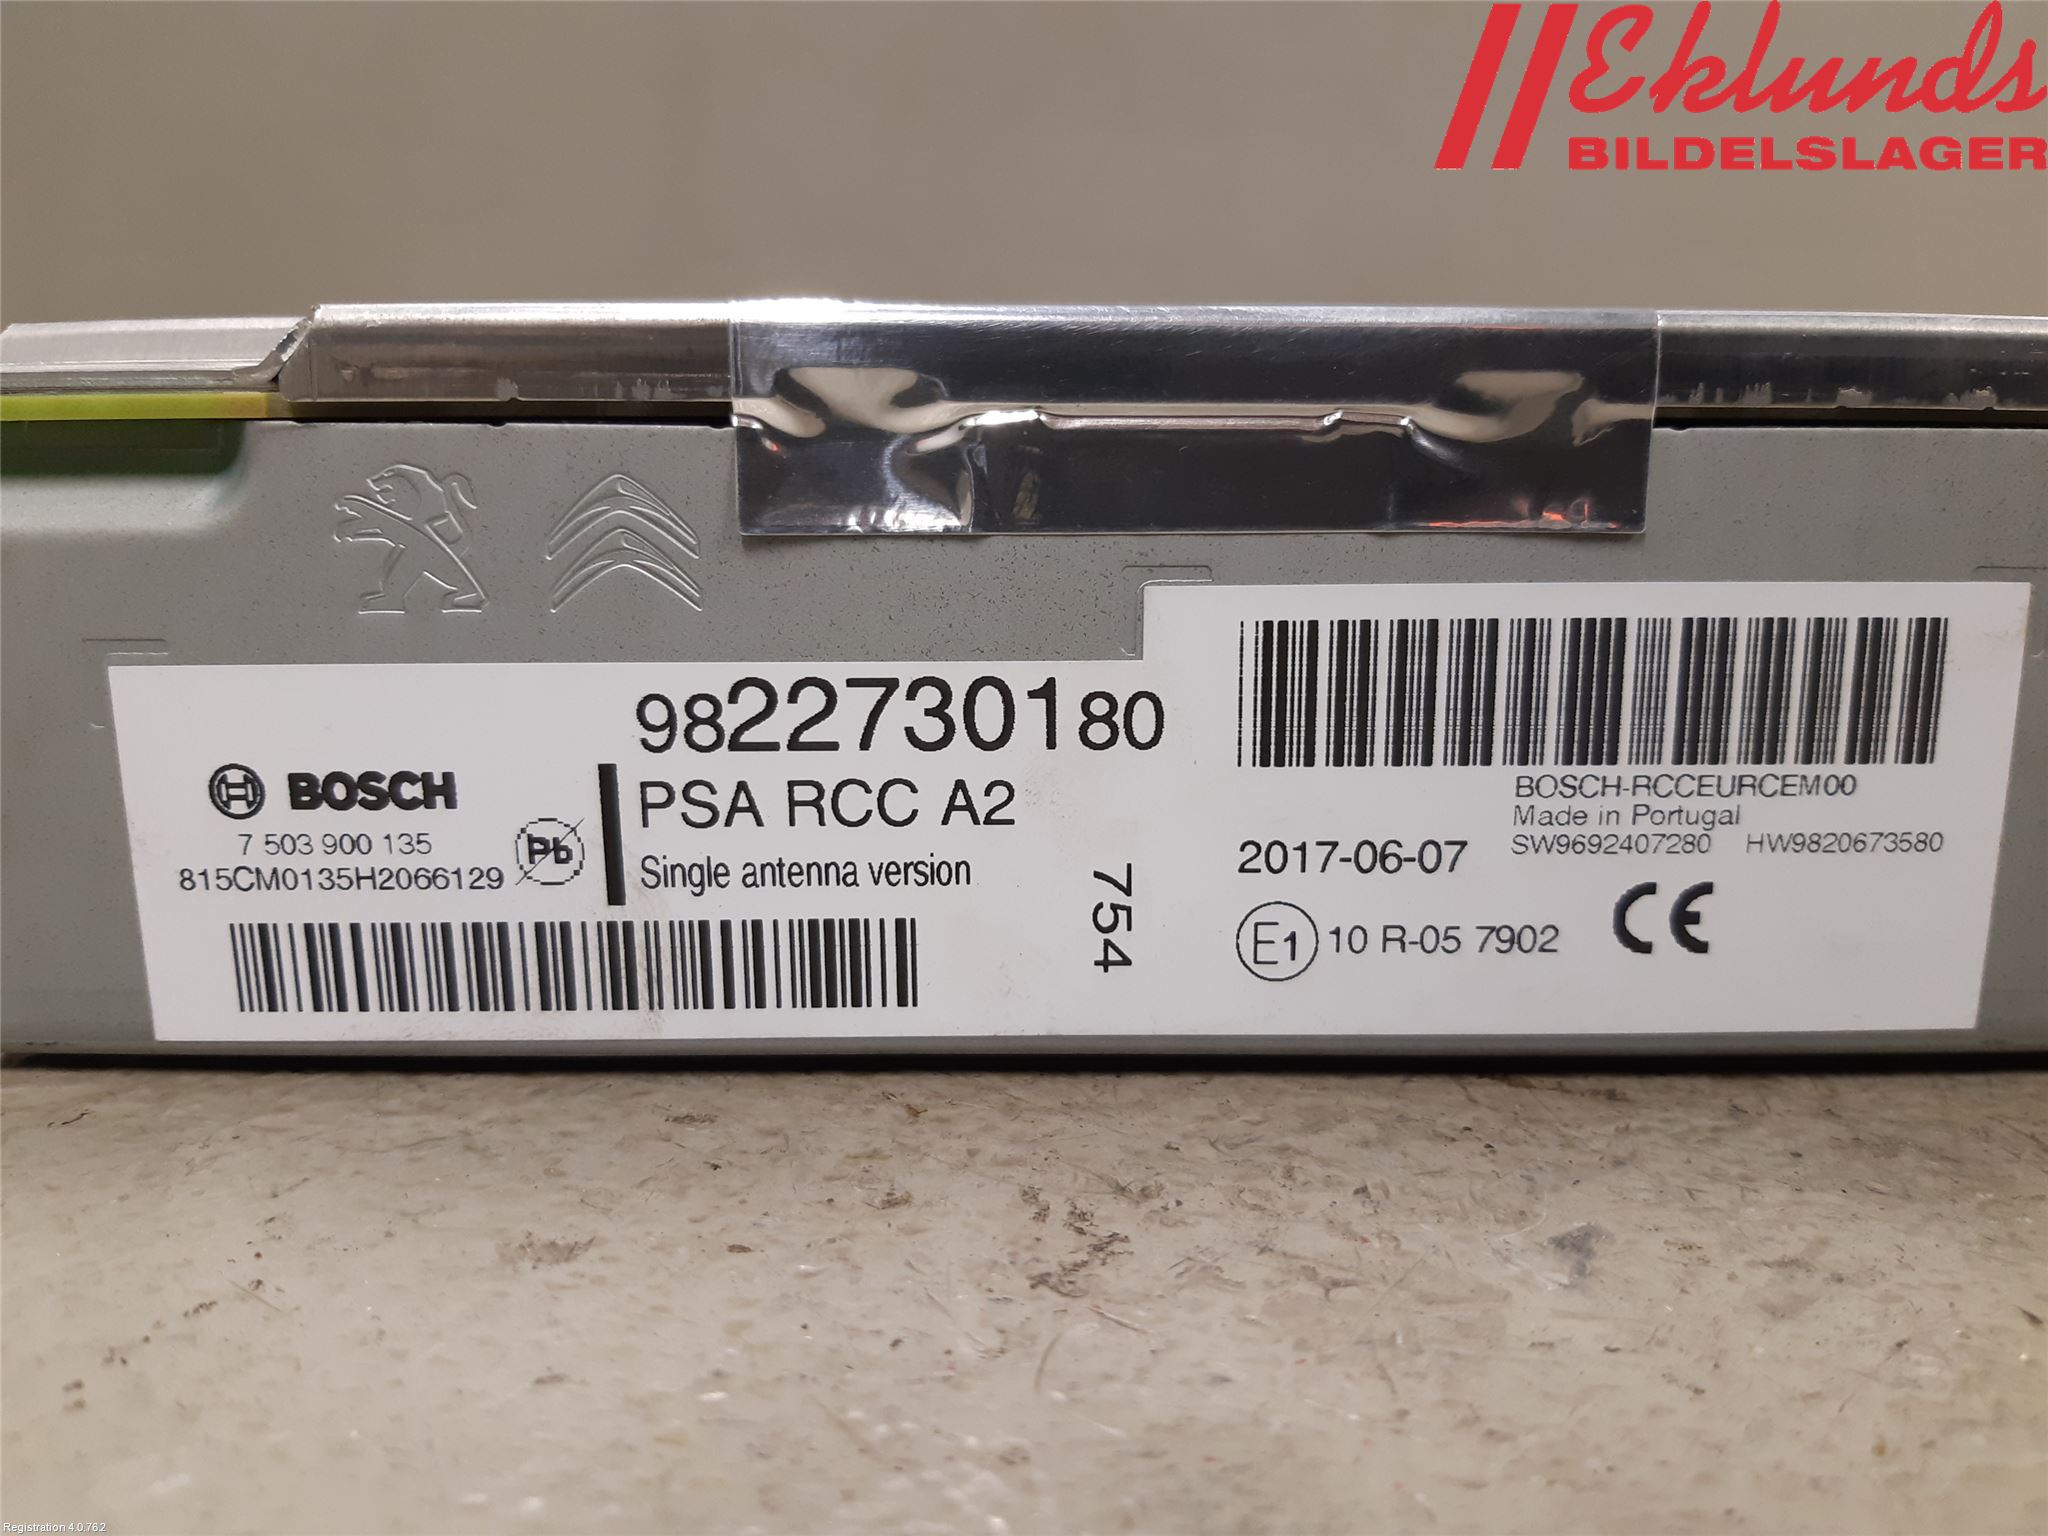 Eklunds
BILDELSLAGER
9822730180
BOSCH
PSA RCC A2
7 503 900 135
Pb
815CM0135H2066129
Single antenna version
754
BOSCH-RCCEURCEM00
Made in Portugal
2017-06-07
SW9692407280 HW9820673580
E1 10 R-05 7902
CE
Registration 4.0.762